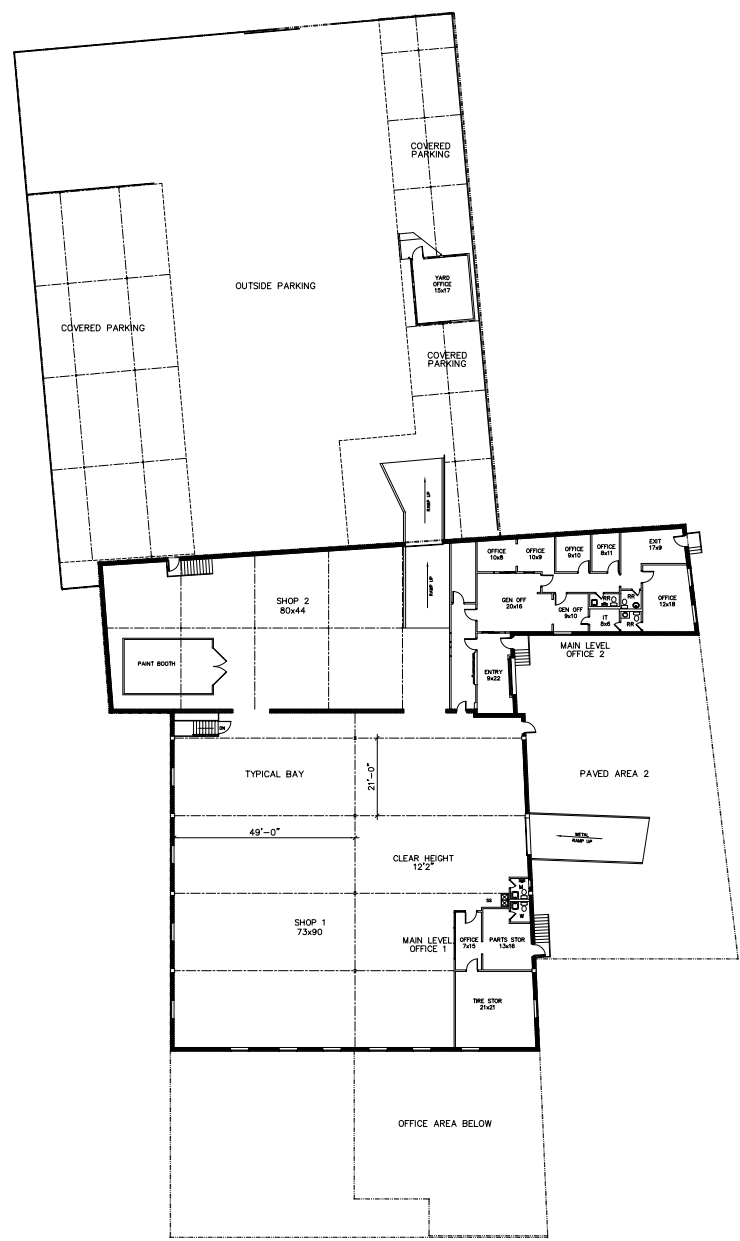 COVERED
PARKING
YARD
OFFICE
15x17
OUTSIDE PARKING
COVERED PARKING
COVERED
PARKING
RAMP UP
OFFICE
10x8
OFFICE
10x9
OFFICE
9x10
OFFICE
8x11
EXIT
17x9
RAMP UP
SHOP 2
80x44
GEN OFF
20x16
GEN OFF
9x10
RR
RR
IT
8x6
RR
OFFICE
12x18
PAINT BOOTH
ENTRY
9x22
MAIN LEVEL
OFFICE 2
DN
TYPICAL BAY
21'-0"
PAVED AREA 2
49'-0"
METAL
RAMP UP
CLEAR HEIGHT
12'2"
SS
M
W
SHOP 1
73x90
MAIN LEVEL
OFFICE 1
OFFICE
7x15
PARTS STOR
13x16
TIRE STOR
21x21
OFFICE AREA BELOW